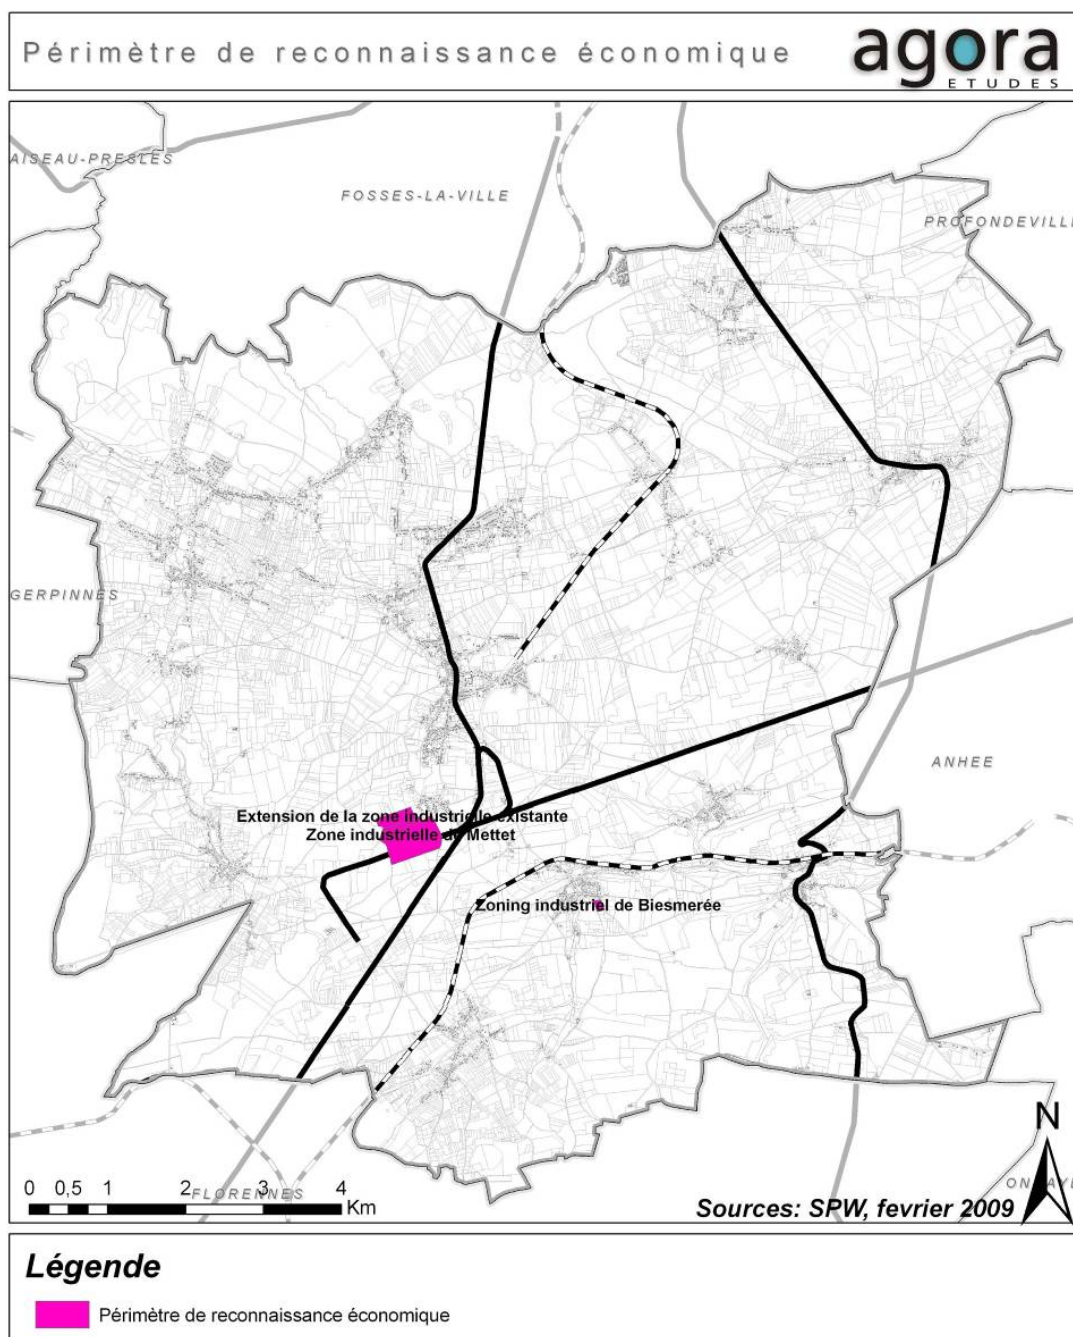 Périmètre de reconnaissance économique
agora
ETUDES
AISEAU-PRESLES
FOSSES-LA-VILLE
PROFONDEVILLE
GERPINNES
ANHEE
Extension de la zone industrielle existante
Zone industrielle de Mettet
Zoning industriel de Biesmerée
N
0 0,5 1 2 3 4
Km
FLORENNES
Sources: SPW, fevrier 2009
Légende
Périmètre de reconnaissance économique